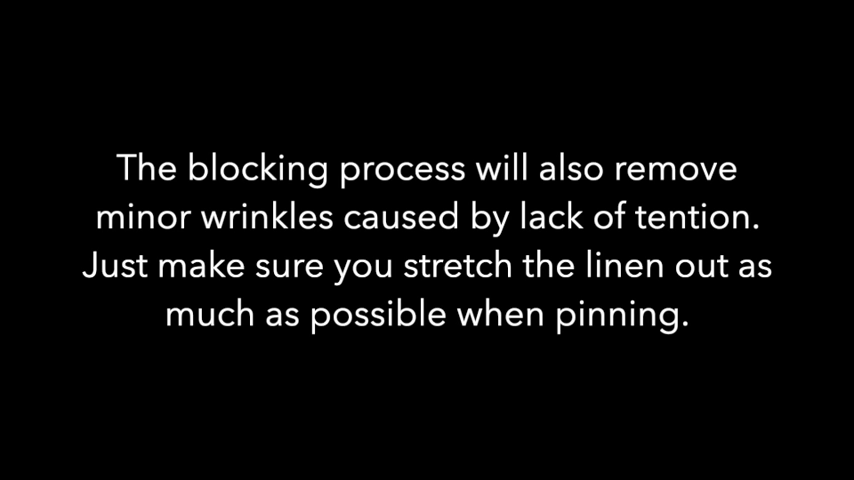 The blocking process will also remove
minor wrinkles caused by lack of tention.
Just make sure you stretch the linen out as
much as possible when pinning.